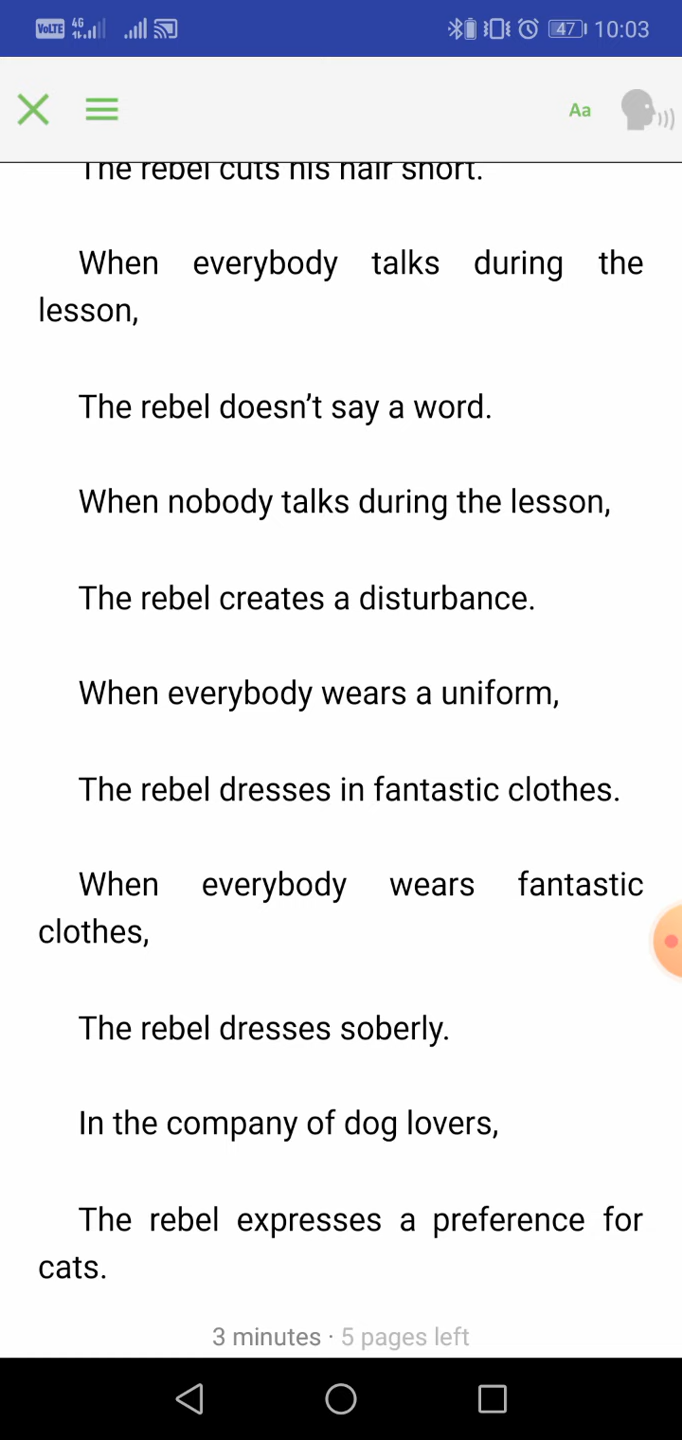 VoLTE 4G 47 10:03
Aa
The rebel cuts his hair short.
When everybody talks during the
lesson,
The rebel doesn’t say a word.
When nobody talks during the lesson,
The rebel creates a disturbance.
When everybody wears a uniform,
The rebel dresses in fantastic clothes.
When everybody wears fantastic
clothes,
The rebel dresses soberly.
In the company of dog lovers,
The rebel expresses a preference for
cats.
3 minutes · 5 pages left